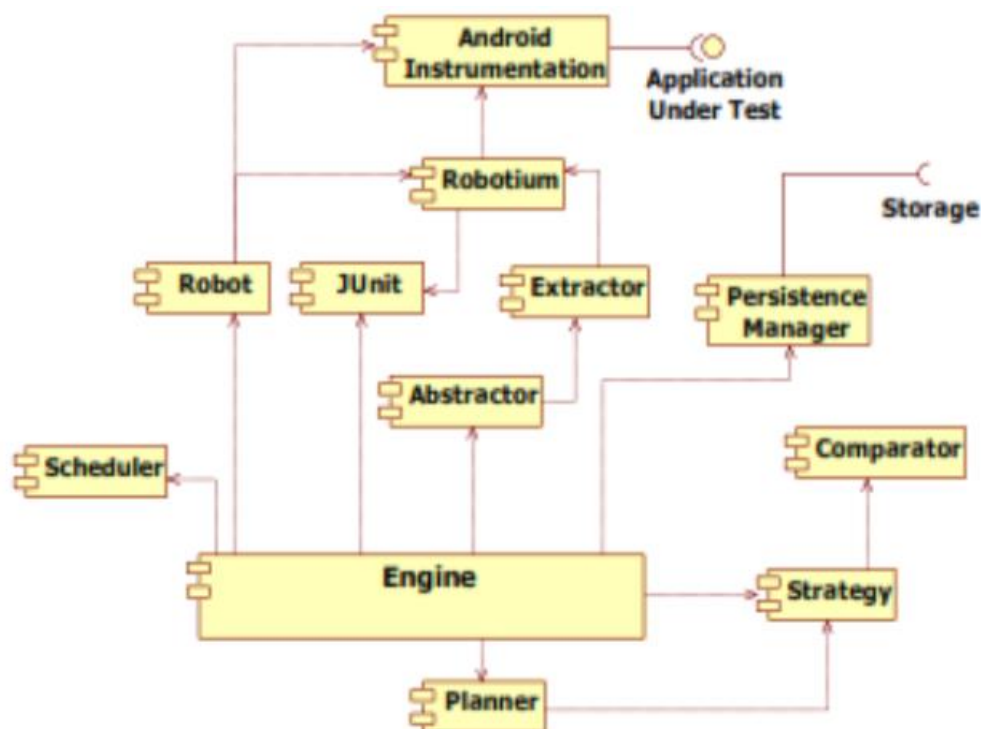 Android
Instrumentation
Application
Under Test
Robotium
Storage
Robot
JUnit
Extractor
Persistence
Manager
Abstractor
Scheduler
Comparator
Engine
Strategy
Planner